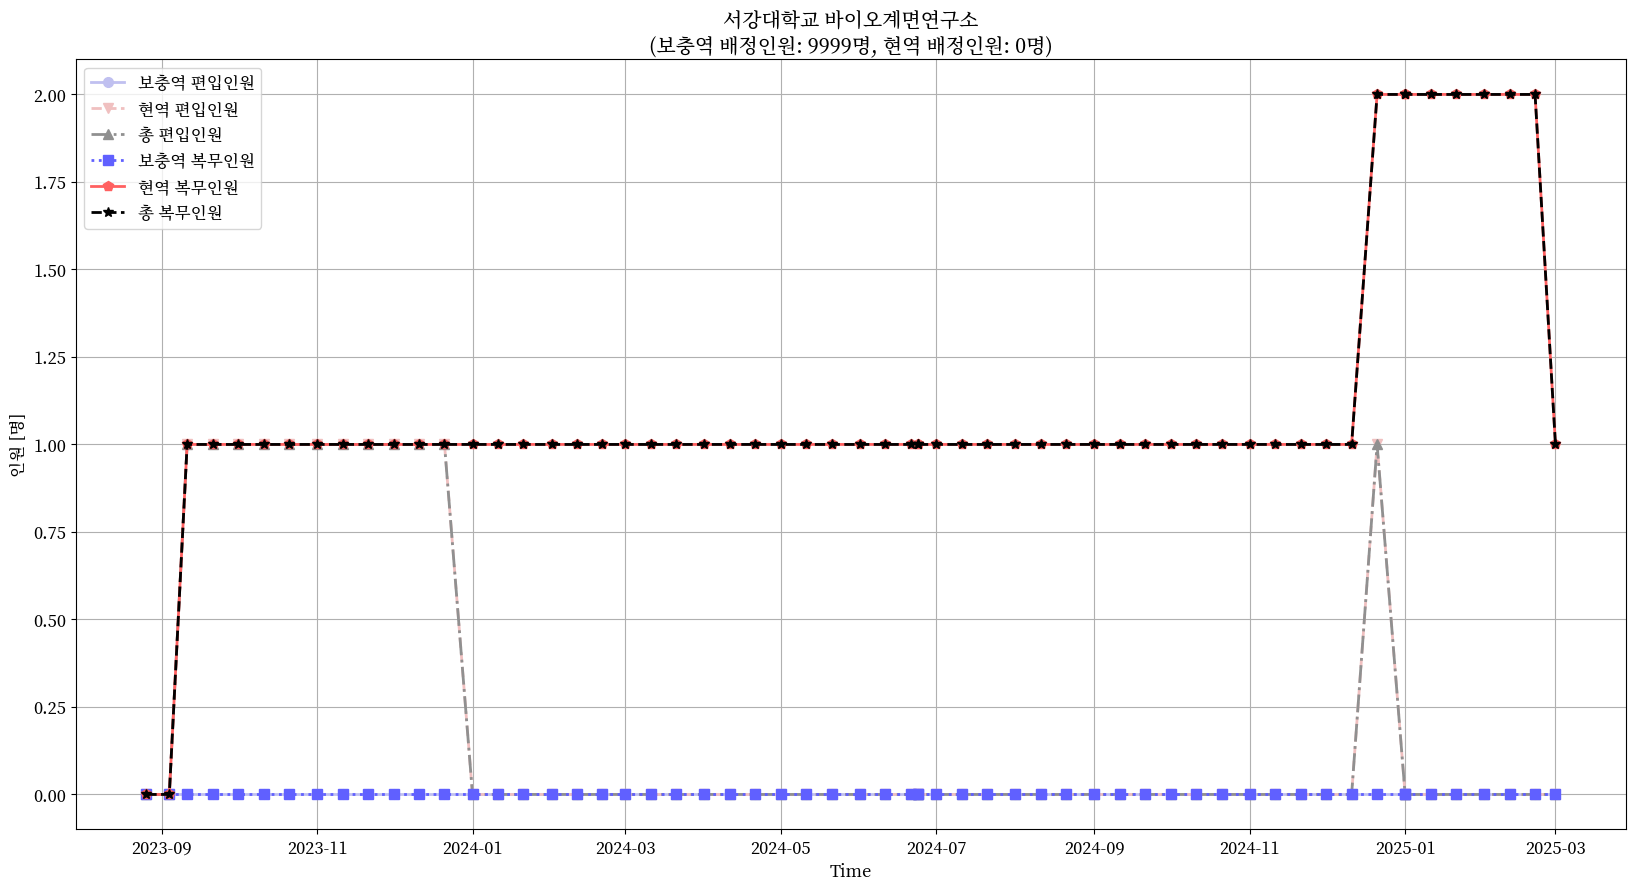 서강대학교 바이오계면연구소
(보충역 배정인원: 9999명, 현역 배정인원: 0명)
보충역 편입인원
현역 편입인원
총 편입인원
보충역 복무인원
현역 복무인원
총 복무인원
인원 [명]
2.00
1.75
1.50
1.25
1.00
0.75
0.50
0.25
0.00
2023-09
2023-11
2024-01
2024-03
2024-05
2024-07
2024-09
2024-11
2025-01
2025-03
Time